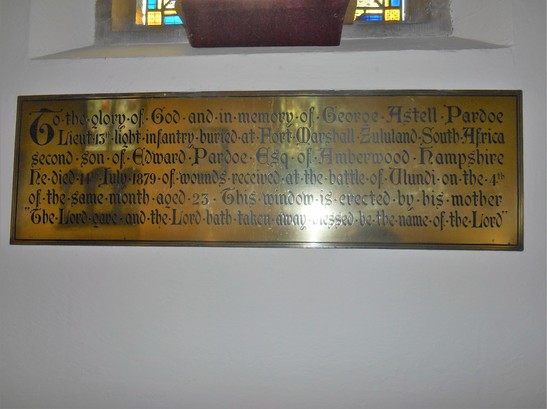 To·the·glory·of·God·and·in·memory·of·George·Astell·Pardoe
Lieut·13th·light·infantry·buried·at·Fort·Marshall·Zululand·South·Africa
second·son·of·Edward·Pardoe·Esq·of·Amberwood·Hampshire
he·died·14th·July·1879·of·wounds·received·at·the·battle·of·Ulundi·on·the·4th
of·the·same·month·aged·23·This·window·is·erected·by·his·mother
"The·Lord·gave·and·the·Lord·hath·taken·away·blessed·be·the·name·of·the·Lord"